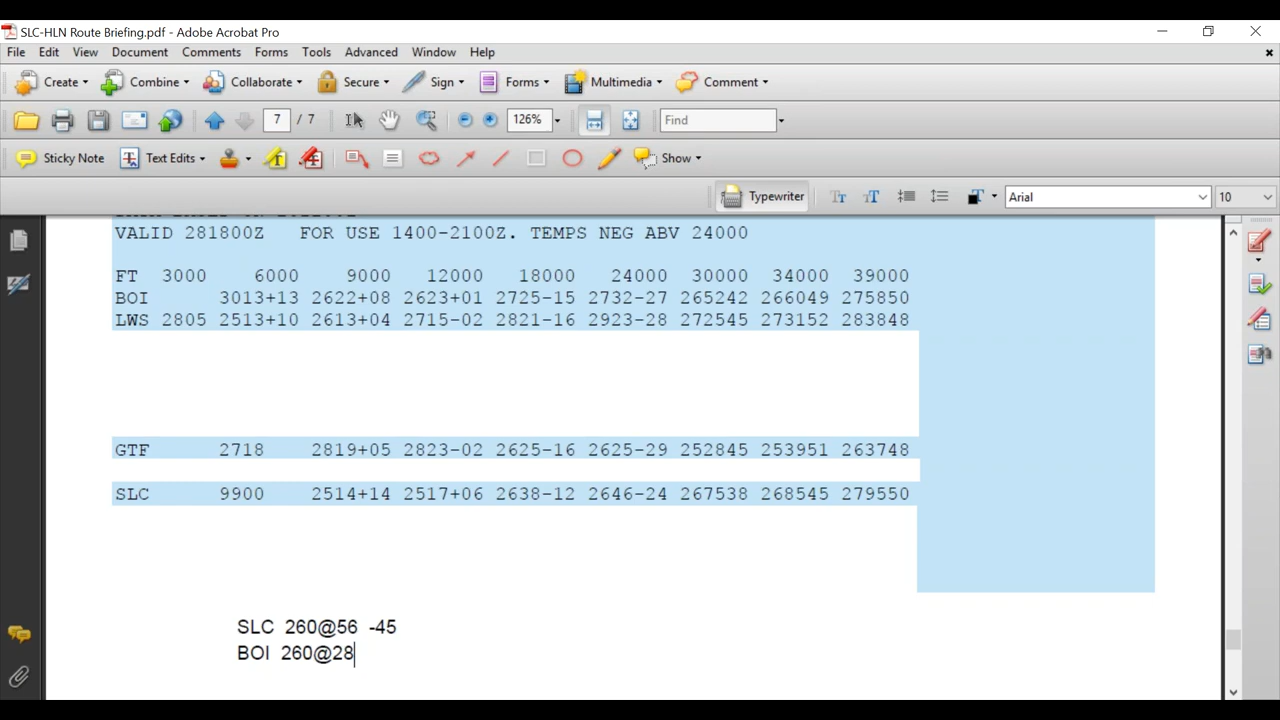 SLC-HLN Route Briefing.pdf - Adobe Acrobat Pro
File Edit View Document Comments Forms Tools Advanced Window Help
Create Combine Collaborate Secure Sign Forms Multimedia Comment
7 / 7 126% Find
Sticky Note Text Edits Show
Typewriter Arial 10
VALID 281800Z FOR USE 1400-2100Z. TEMPS NEG ABV 24000
FT 3000 6000 9000 12000 18000 24000 30000 34000 39000
BOI 3013+13 2622+08 2623+01 2725-15 2732-27 265242 266049 275850
LWS 2805 2513+10 2613+04 2715-02 2821-16 2923-28 272545 273152 283848
GTF 2718 2819+05 2823-02 2625-16 2625-29 252845 253951 263748
SLC 9900 2514+14 2517+06 2638-12 2646-24 267538 268545 279550
SLC 260@56 -45
BOI 260@28